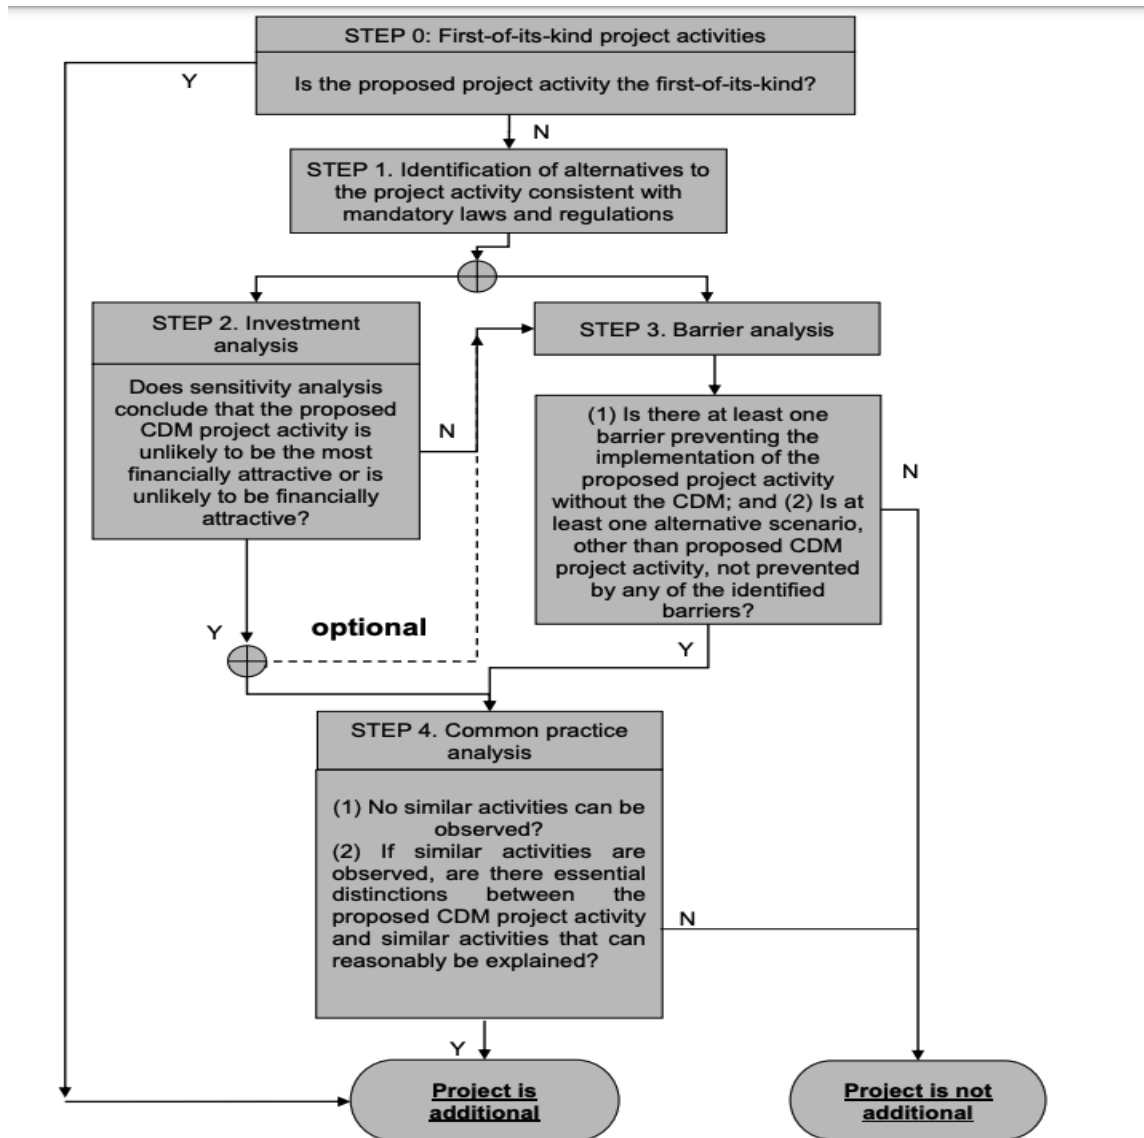 STEP 0: First-of-its-kind project activities
Y
Is the proposed project activity the first-of-its-kind?
N
STEP 1. Identification of alternatives to
the project activity consistent with
mandatory laws and regulations
STEP 2. Investment
analysis
Does sensitivity analysis
conclude that the proposed
CDM project activity is
unlikely to be the most
financially attractive or is
unlikely to be financially
attractive?
N
Y
optional
STEP 3. Barrier analysis
(1) Is there at least one
barrier preventing the
implementation of the
proposed project activity
without the CDM; and (2) Is at
least one alternative scenario,
other than proposed CDM
project activity, not prevented
by any of the identified
barriers?
N
Y
STEP 4. Common practice
analysis
(1) No similar activities can be
observed?
(2) If similar activities are
observed, are there essential
distinctions between the
proposed CDM project activity
and similar activities that can
reasonably be explained?
N
Y
Project is
additional
Project is not
additional